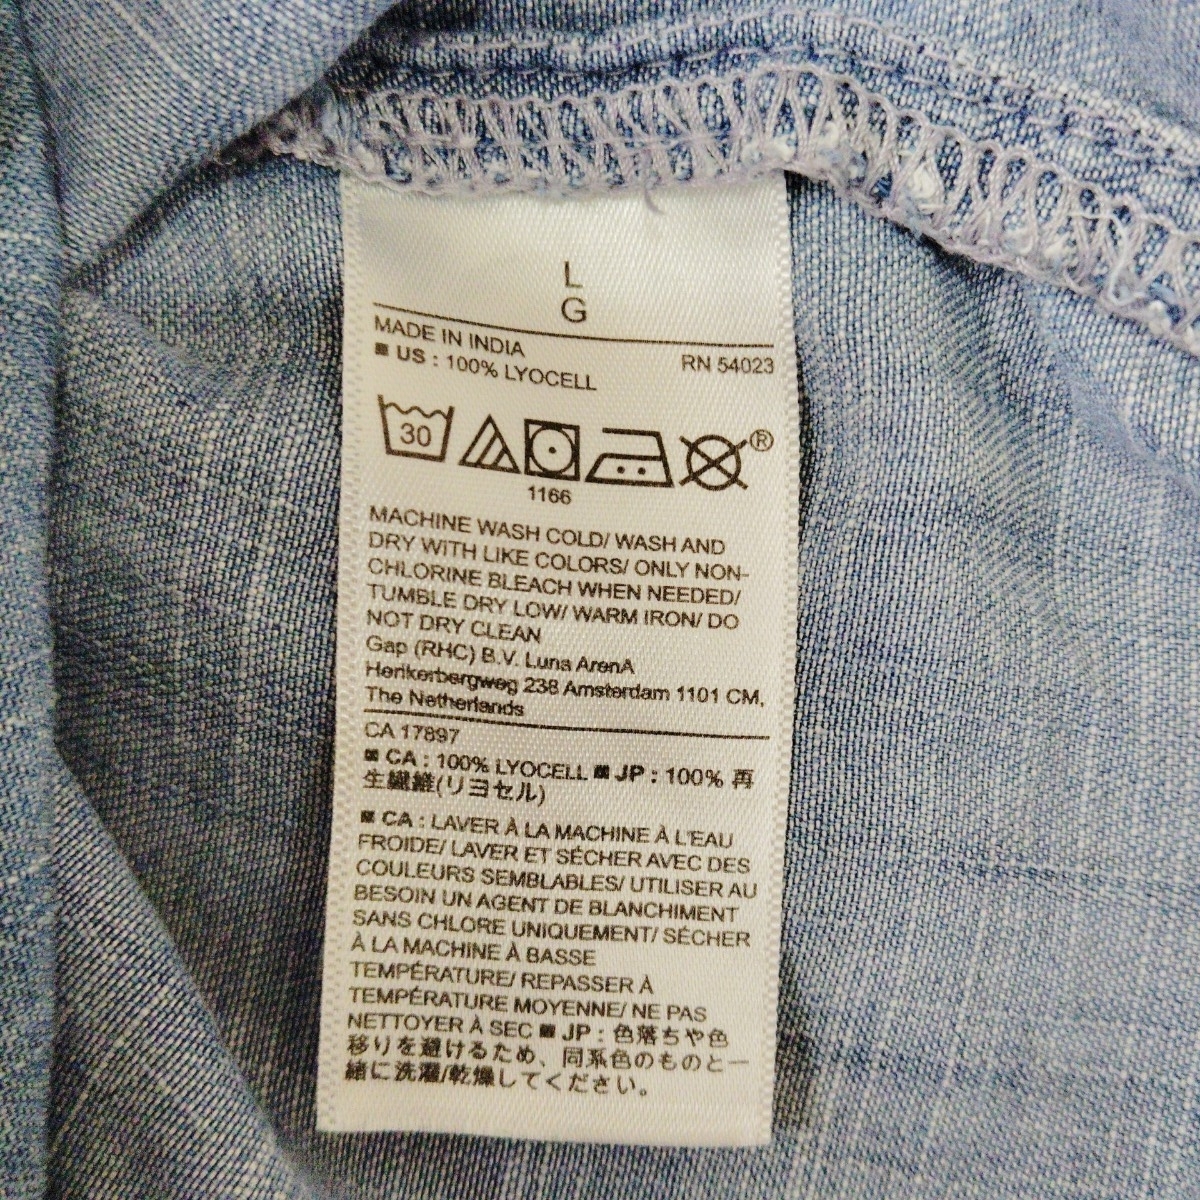 L
G
MADE IN INDIA
RN 54023
■ US : 100% LYOCELL
30
®
1166
MACHINE WASH COLD/ WASH AND
DRY WITH LIKE COLORS/ ONLY NON-
CHLORINE BLEACH WHEN NEEDED/
TUMBLE DRY LOW/ WARM IRON/ DO
NOT DRY CLEAN
Gap (RHC) B.V. Luna ArenA
Herikerbergweg 238 Amsterdam 1101 CM,
The Netherlands
CA 17897
■ CA : 100% LYOCELL ■ JP : 100% 再
生繊維(リヨセル)
■ CA : LAVER À LA MACHINE À L'EAU
FROIDE/ LAVER ET SÉCHER AVEC DES
COULEURS SEMBLABLES/ UTILISER AU
BESOIN UN AGENT DE BLANCHIMENT
SANS CHLORE UNIQUEMENT/ SÉCHER
À LA MACHINE À BASSE
TEMPÉRATURE/ REPASSER À
TEMPÉRATURE MOYENNE/ NE PAS
NETTOYER À SEC ■ JP : 色落ちや色
移りを避けるため、同系色のものと一
緒に洗濯/乾燥してください。